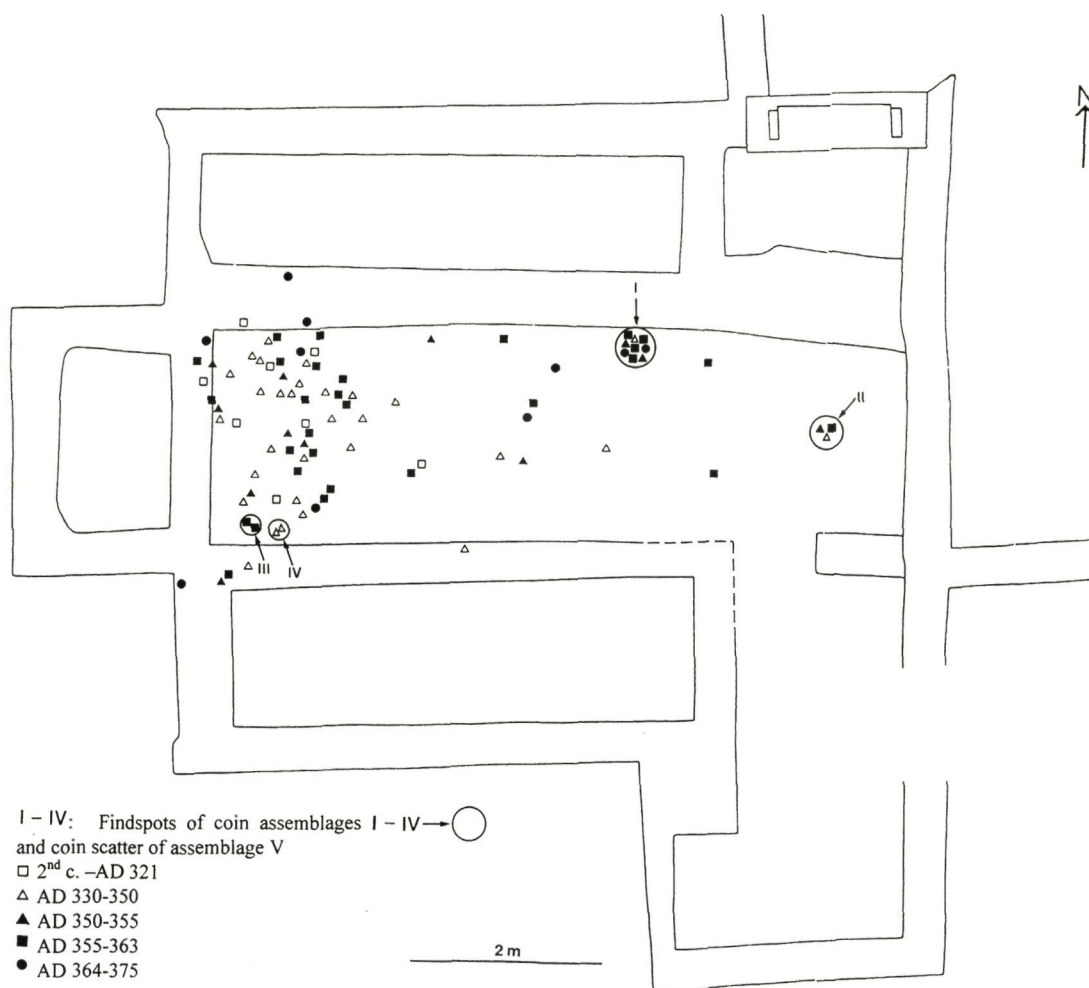 N
I
II
III
IV
I – IV: Findspots of coin assemblages I – IV
and coin scatter of assemblage V
□ 2nd c. –AD 321
△ AD 330-350
▲ AD 350-355
■ AD 355-363
● AD 364-375
2 m